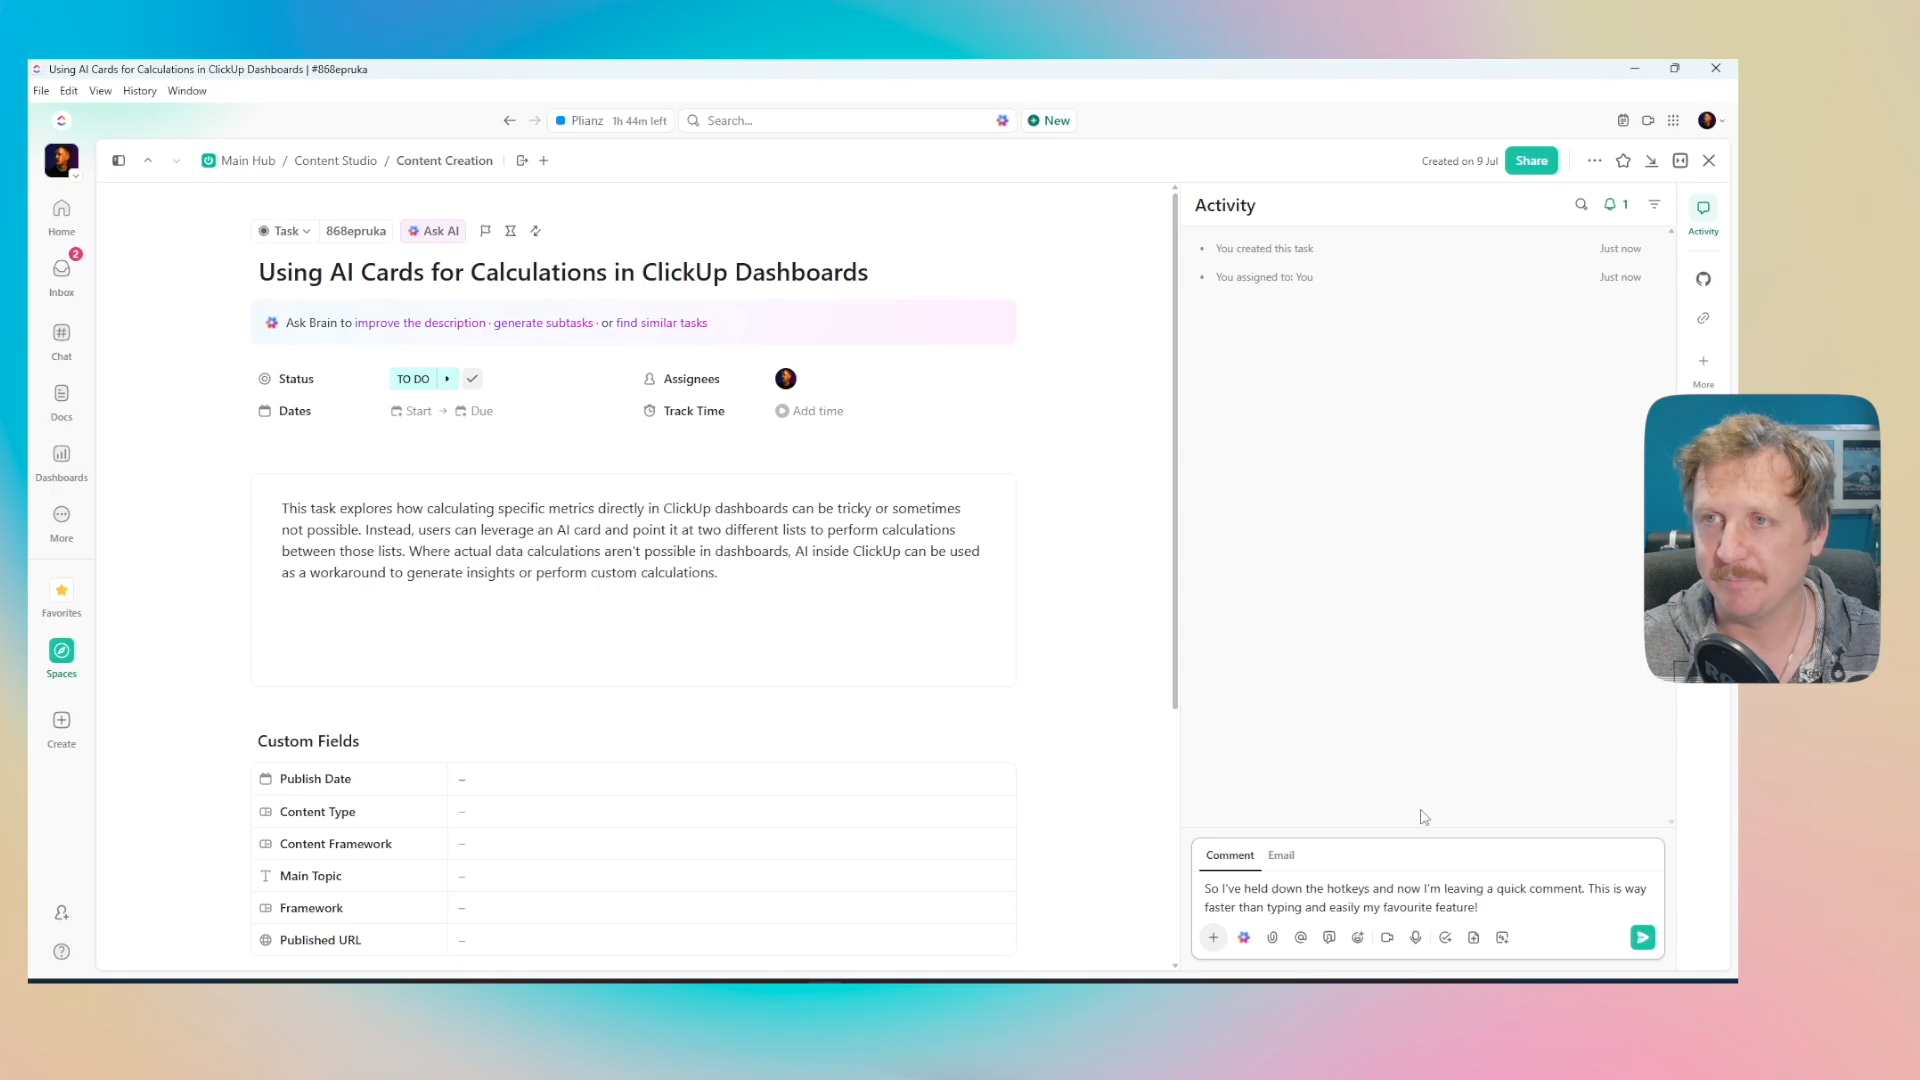 Using AI Cards for Calculations in ClickUp Dashboards | #868epruka
File Edit View History Window
Plianz 1h 44m left
Search...
New
Main Hub / Content Studio / Content Creation
Created on 9 Jul
Share
Home
2
Inbox
Chat
Docs
Dashboards
More
Favorites
Spaces
Create
Task
868epruka
Ask AI
Using AI Cards for Calculations in ClickUp Dashboards
Ask Brain to improve the description · generate subtasks · or find similar tasks
Status
TO DO
Assignees
Dates
Start → Due
Track Time
Add time
This task explores how calculating specific metrics directly in ClickUp dashboards can be tricky or sometimes
not possible. Instead, users can leverage an AI card and point it at two different lists to perform calculations
between those lists. Where actual data calculations aren't possible in dashboards, AI inside ClickUp can be used
as a workaround to generate insights or perform custom calculations.
Custom Fields
Publish Date –
Content Type –
Content Framework –
Main Topic –
Framework –
Published URL –
Activity
1
You created this task Just now
You assigned to: You Just now
Activity
More
Comment Email
So I've held down the hotkeys and now I'm leaving a quick comment. This is way
faster than typing and easily my favourite feature!